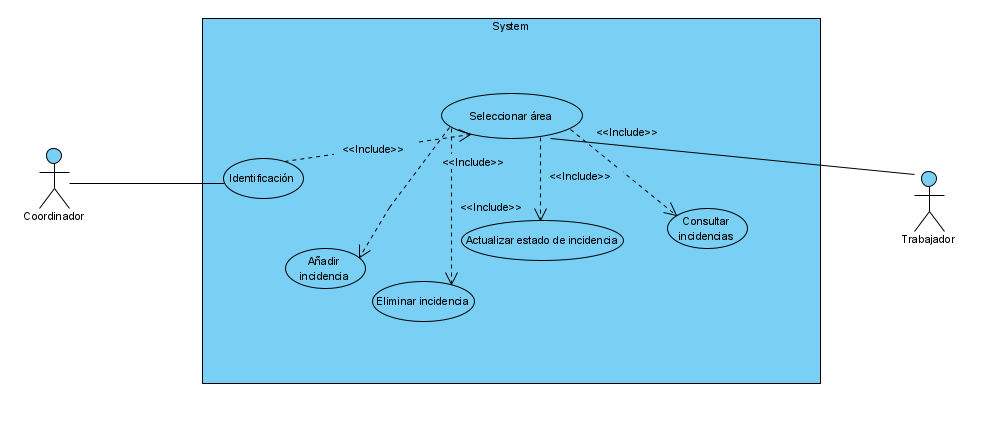 System
Seleccionar área
<<Include>>
<<Include>>
<<Include>>
Identificación
<<Include>>
Coordinador
<<Include>>
Consultar
incidencias
Trabajador
Actualizar estado de incidencia
Añadir
incidencia
Eliminar incidencia